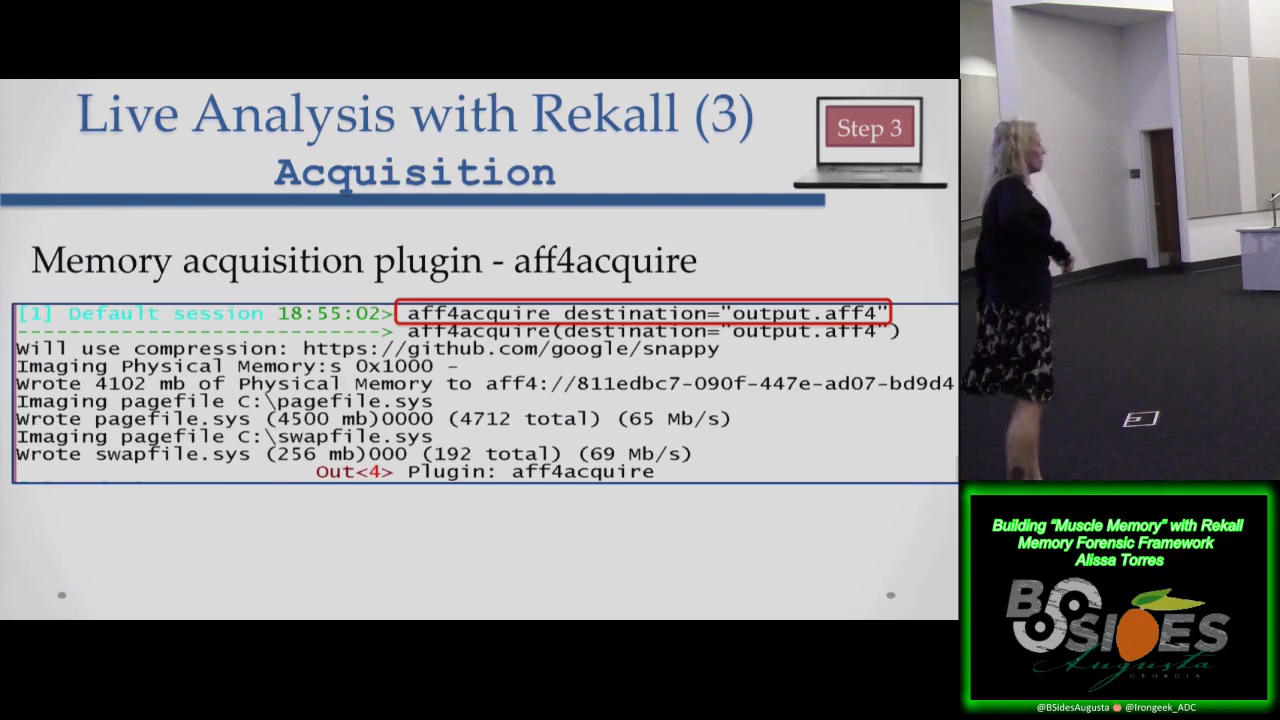 Live Analysis with Rekall (3)
Acquisition
Step 3
Memory acquisition plugin - aff4acquire
[1] Default session 18:55:02> aff4acquire destination="output.aff4"
----------------------------> aff4acquire(destination="output.aff4")
Will use compression: https://github.com/google/snappy
Imaging Physical Memory:s 0x1000 -
Wrote 4102 mb of Physical Memory to aff4://811edbc7-090f-447e-ad07-bd9d4
Imaging pagefile C:\pagefile.sys
Wrote pagefile.sys (4500 mb)0000 (4712 total) (65 Mb/s)
Imaging pagefile C:\swapfile.sys
Wrote swapfile.sys (256 mb)000 (192 total) (69 Mb/s)
Out<4> Plugin: aff4acquire
Building “Muscle Memory” with Rekall
Memory Forensic Framework
Alissa Torres
BSIDES
Augusta
GEORGIA
@BSidesAugusta @Irongeek_ADC